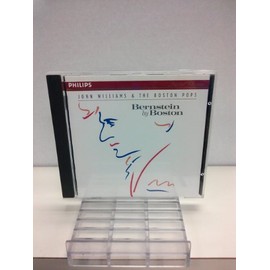 PHILIPS
JOHN WILLIAMS & THE BOSTON POPS
Bernstein
by Boston